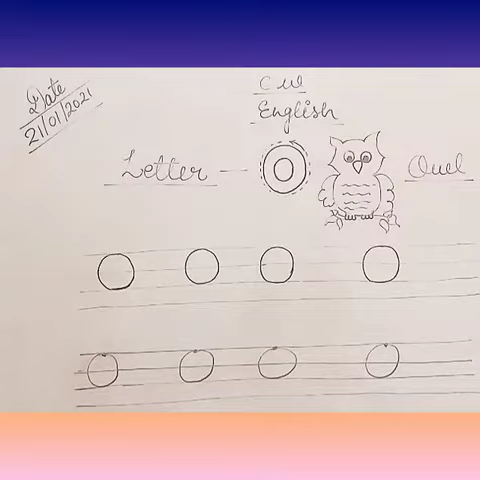 Date
21/01/2021
C.W
English
Letter — O Owl
O O O O
O O O O